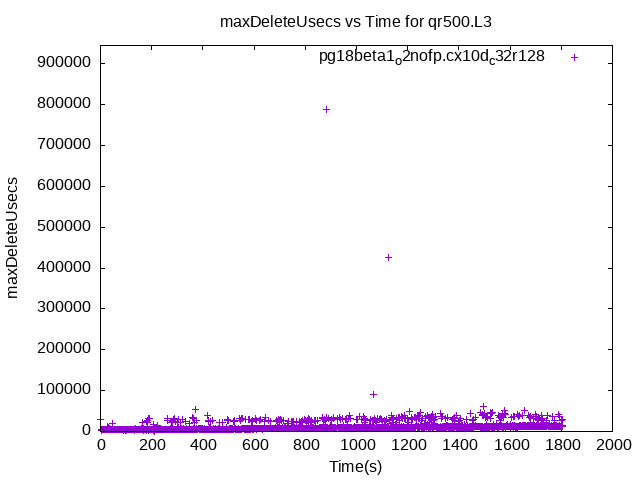 maxDeleteUsecs vs Time for qr500.L3
pg18beta1o2nofp.cx10dc32r128
900000
800000
700000
600000
500000
400000
300000
200000
100000
0
maxDeleteUsecs
0 200 400 600 800 1000 1200 1400 1600 1800 2000
Time(s)